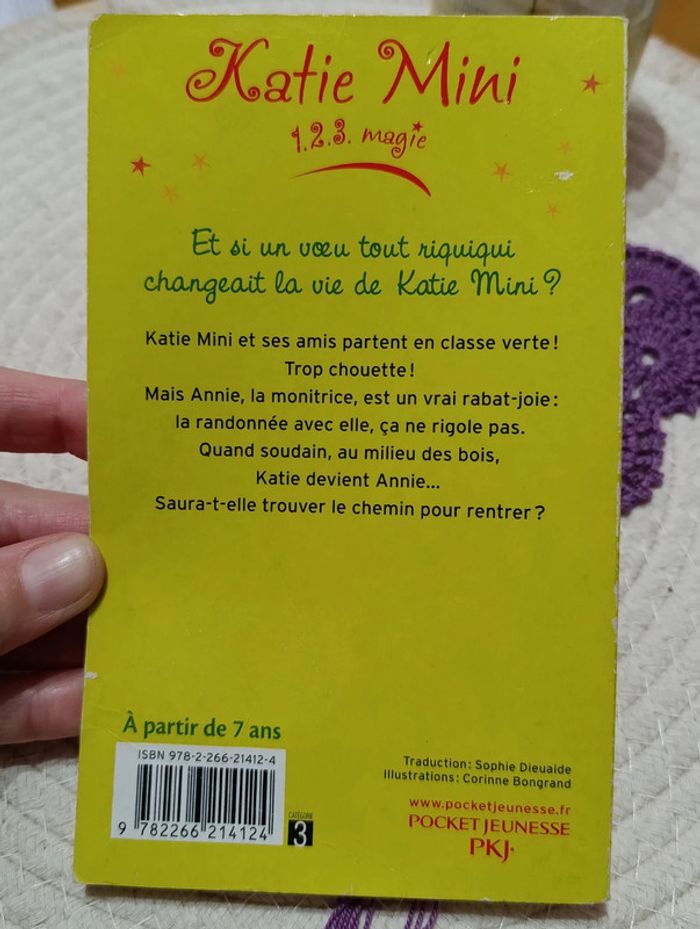 Katie Mini
1.2.3. magie
Et si un vœu tout riquiqui
changeait la vie de Katie Mini ?
Katie Mini et ses amis partent en classe verte !
Trop chouette !
Mais Annie, la monitrice, est un vrai rabat-joie :
la randonnée avec elle, ça ne rigole pas.
Quand soudain, au milieu des bois,
Katie devient Annie...
Saura-t-elle trouver le chemin pour rentrer ?
À partir de 7 ans
ISBN 978-2-266-21412-4
9 782266 214124
CATÉGORIE
3
Traduction : Sophie Dieuaide
Illustrations : Corinne Bongrand
www.pocketjeunesse.fr
POCKET JEUNESSE
PKJ·